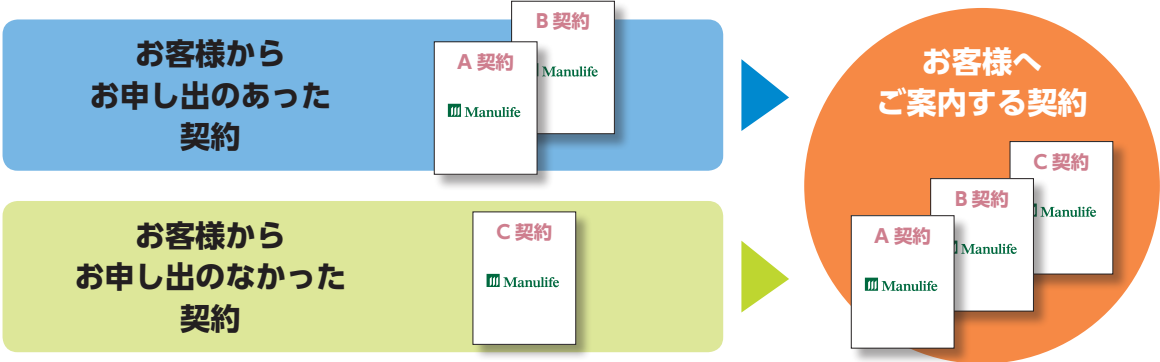 お客様から
お申し出のあった
契約
B 契約
Manulife
A 契約
Manulife
お客様へ
ご案内する契約
C 契約
Manulife
B 契約
Manulife
A 契約
Manulife
お客様から
お申し出のなかった
契約
C 契約
Manulife